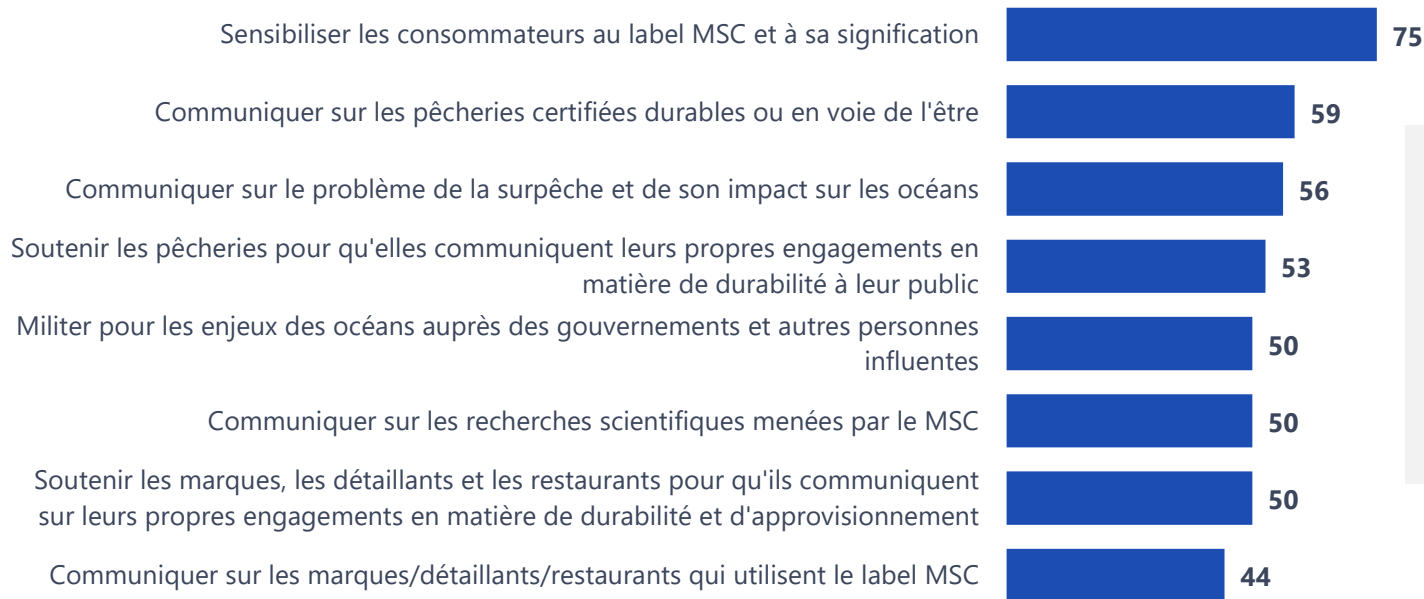 Sensibiliser les consommateurs au label MSC et à sa signification 75
Communiquer sur les pêcheries certifiées durables ou en voie de l'être 59
Communiquer sur le problème de la surpêche et de son impact sur les océans 56
Soutenir les pêcheries pour qu'elles communiquent leurs propres engagements en
matière de durabilité à leur public 53
Militer pour les enjeux des océans auprès des gouvernements et autres personnes
influentes 50
Communiquer sur les recherches scientifiques menées par le MSC 50
Soutenir les marques, les détaillants et les restaurants pour qu'ils communiquent
sur leurs propres engagements en matière de durabilité et d'approvisionnement 50
Communiquer sur les marques/détaillants/restaurants qui utilisent le label MSC 44